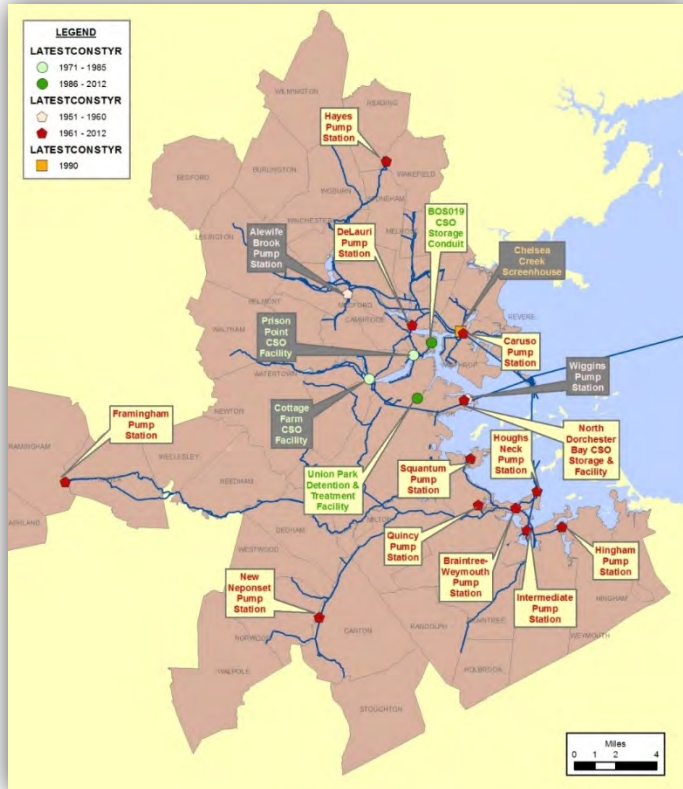 LEGEND
LATESTCONSTYR
1971 - 1985
1986 - 2012
LATESTCONSTYR
1951 - 1960
1961 - 2012
LATESTCONSTYR
1990
WILMINGTON
READING
Hayes
Pump
Station
WAKEFIELD
BEDFORD
BURLINGTON
WOBURN
STONEHAM
BOS019
CSO
Storage
Conduit
WINCHESTER
MELROSE
LEXINGTON
DeLauri
Pump
Station
Alewife
Brook
Pump
Station
Chelsea
Creek
Screenhouse
MEDFORD
REVERE
BELMONT
CAMBRIDGE
Prison
Point
CSO
Facility
WALTHAM
Caruso
Pump
Station
WINTHROP
WATERTOWN
Wiggins
Pump
Station
Cottage
Farm
CSO
Facility
NEWTON
Framingham
Pump
Station
North
Dorchester
Bay CSO
Storage
& Facility
Houghs
Neck
Pump
Station
FRAMINGHAM
WELLESLEY
Union Park
Detention &
Treatment
Facility
Squantum
Pump
Station
NEEDHAM
ASHLAND
DEDHAM
MILTON
Quincy
Pump
Station
Braintree-
Weymouth
Pump
Station
Intermediate
Pump
Station
Hingham
Pump
Station
WESTWOOD
New
Neponset
Pump
Station
HINGHAM
NORWOOD
CANTON
RANDOLPH
BRAINTREE
WEYMOUTH
WALPOLE
HOLBROOK
STOUGHTON
Miles
0 1 2 4